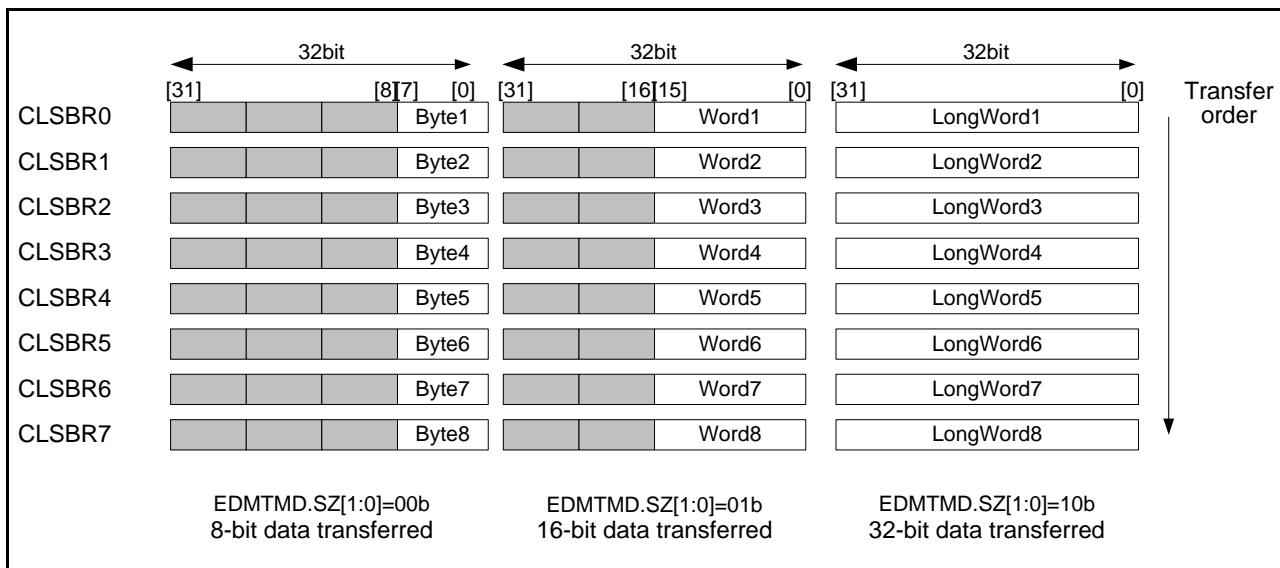 32bit 32bit 32bit
[31] [8][7] [0] [31] [16][15] [0] [31] [0] Transfer order
CLSBR0 Byte1 Word1 LongWord1
CLSBR1 Byte2 Word2 LongWord2
CLSBR2 Byte3 Word3 LongWord3
CLSBR3 Byte4 Word4 LongWord4
CLSBR4 Byte5 Word5 LongWord5
CLSBR5 Byte6 Word6 LongWord6
CLSBR6 Byte7 Word7 LongWord7
CLSBR7 Byte8 Word8 LongWord8
EDMTMD.SZ[1:0]=00b EDMTMD.SZ[1:0]=01b EDMTMD.SZ[1:0]=10b
8-bit data transferred 16-bit data transferred 32-bit data transferred